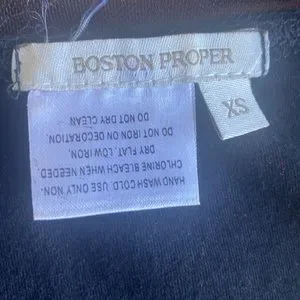 BOSTON PROPER
XS
HAND WASH COLD. USE ONLY NON.
CHLORINE BLEACH WHEN NEEDED.
DRY FLAT. LOW IRON.
DO NOT IRON ON DECORATION.
DO NOT DRY CLEAN